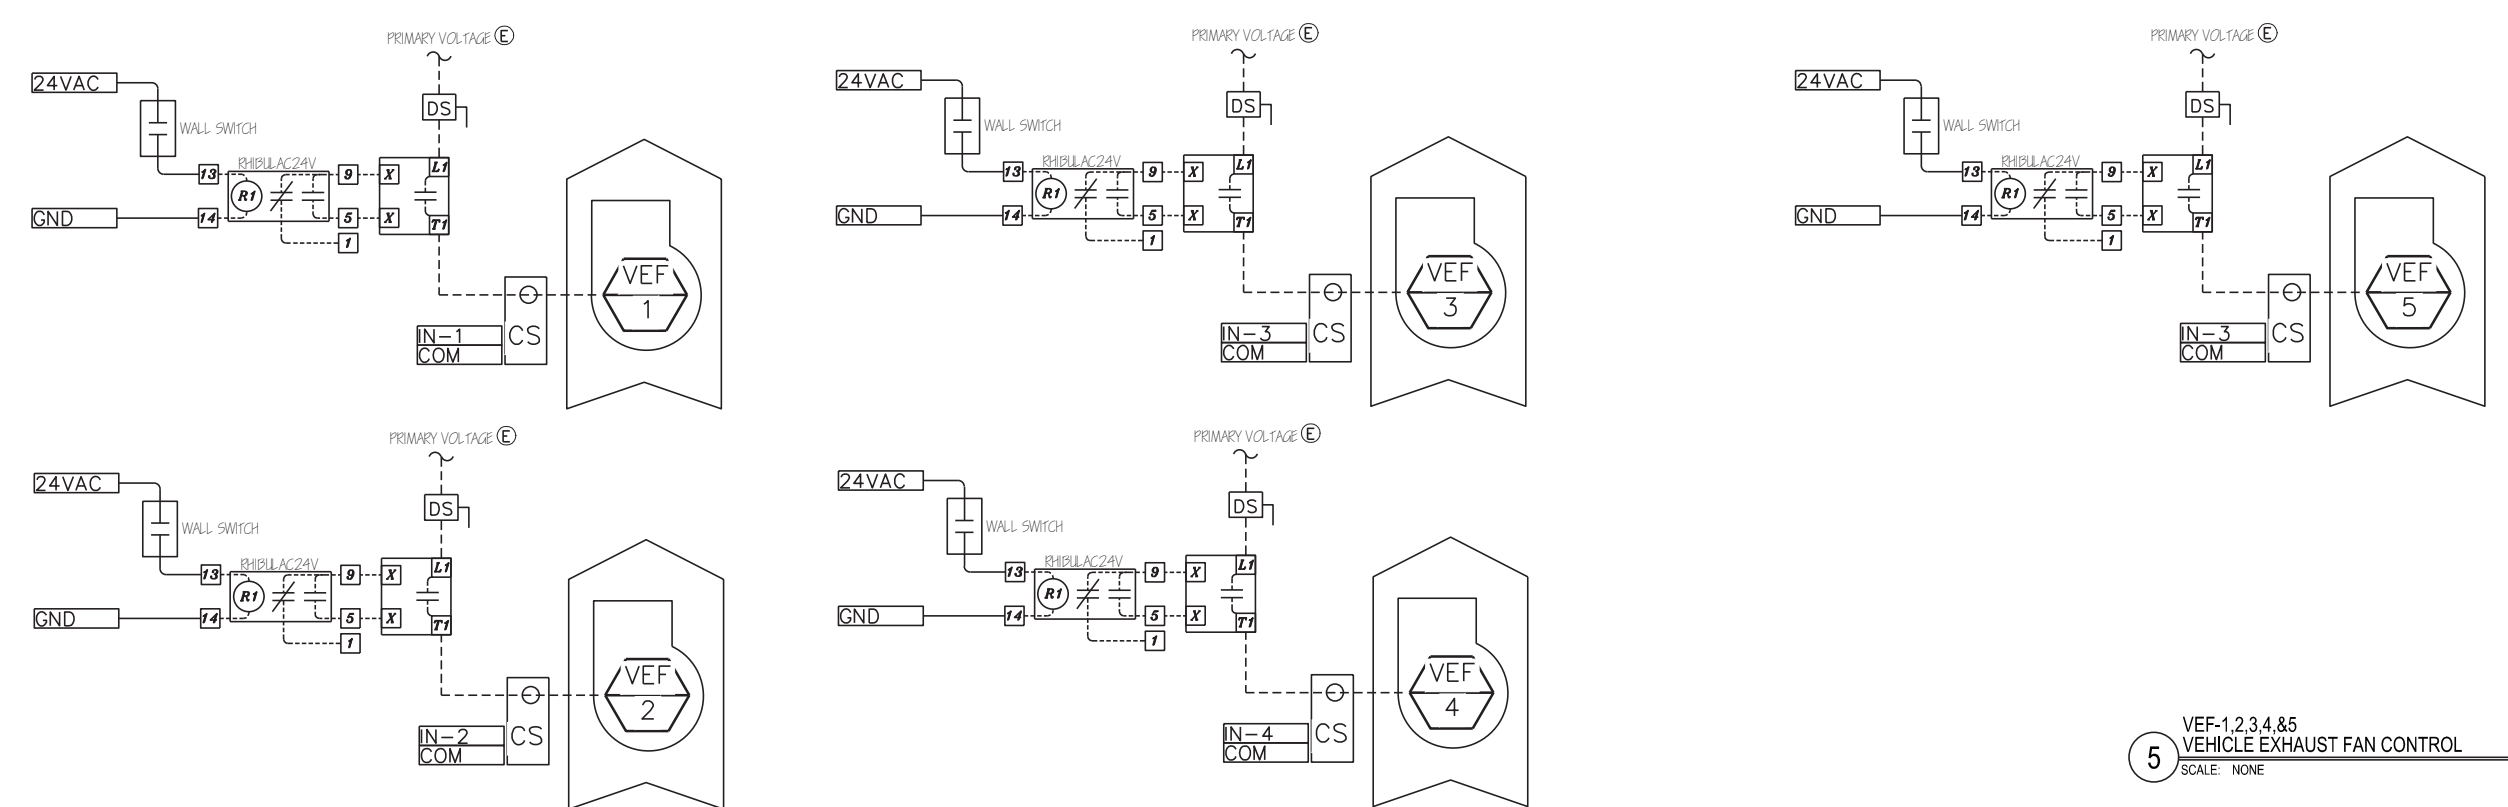 PRIMARY VOLTAGE E
24VAC
DS
WALL SWITCH
RHIBULAC24V
13
9
X
L1
R1
GND
14
5
X
T1
1
VEF
1
IN-1
COM
CS
PRIMARY VOLTAGE E
24VAC
DS
WALL SWITCH
RHIBULAC24V
13
9
X
L1
R1
GND
14
5
X
T1
1
VEF
3
IN-3
COM
CS
PRIMARY VOLTAGE E
24VAC
DS
WALL SWITCH
RHIBULAC24V
13
9
X
L1
R1
GND
14
5
X
T1
1
VEF
5
IN-3
COM
CS
PRIMARY VOLTAGE E
24VAC
DS
WALL SWITCH
RHIBULAC24V
13
9
X
L1
R1
GND
14
5
X
T1
1
VEF
2
IN-2
COM
CS
PRIMARY VOLTAGE E
24VAC
DS
WALL SWITCH
RHIBULAC24V
13
9
X
L1
R1
GND
14
5
X
T1
1
VEF
4
IN-4
COM
CS
5
VEF-1,2,3,4,&5
VEHICLE EXHAUST FAN CONTROL
SCALE: NONE